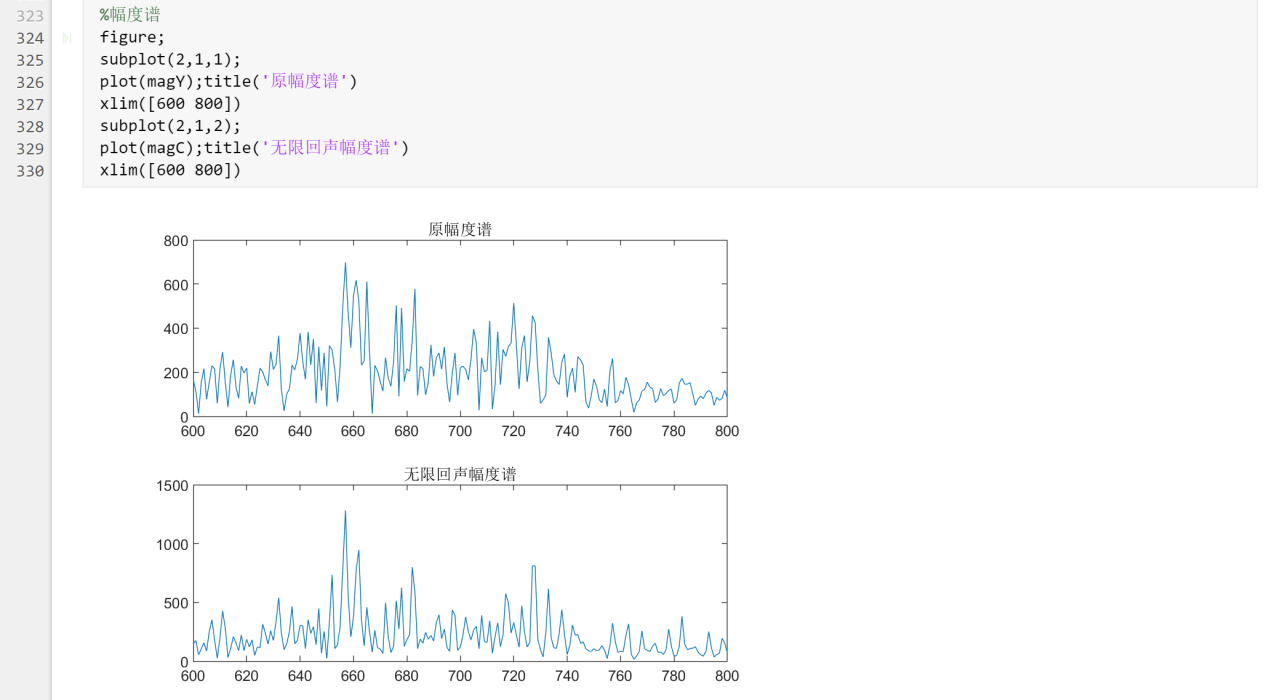 323 %幅度谱
324 figure;
325 subplot(2,1,1);
326 plot(magY);title('原幅度谱')
327 xlim([600 800])
328 subplot(2,1,2);
329 plot(magC);title('无限回声幅度谱')
330 xlim([600 800])
原幅度谱
800
600
400
200
0
600 620 640 660 680 700 720 740 760 780 800
无限回声幅度谱
1500
1000
500
0
600 620 640 660 680 700 720 740 760 780 800